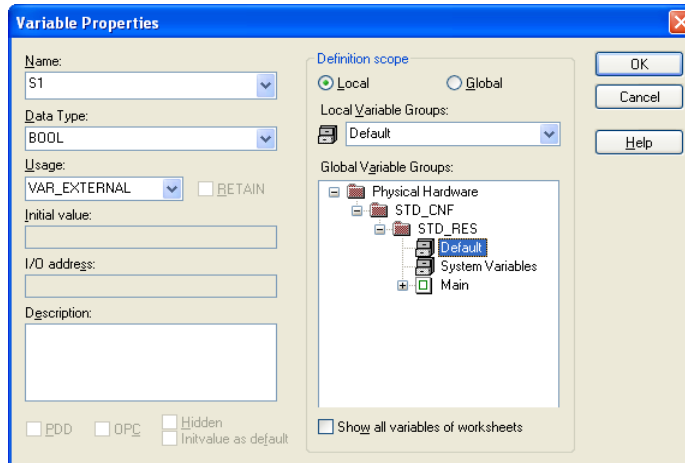 Variable Properties
Name:
S1
Data Type:
BOOL
Usage:
VAR_EXTERNAL
RETAIN
Initial value:
I/O address:
Description:
PDD
OPC
Hidden
Initvalue as default
Definition scope
Local
Global
Local Variable Groups:
Default
Global Variable Groups:
Physical Hardware
STD_CNF
STD_RES
Default
System Variables
Main
Show all variables of worksheets
OK
Cancel
Help